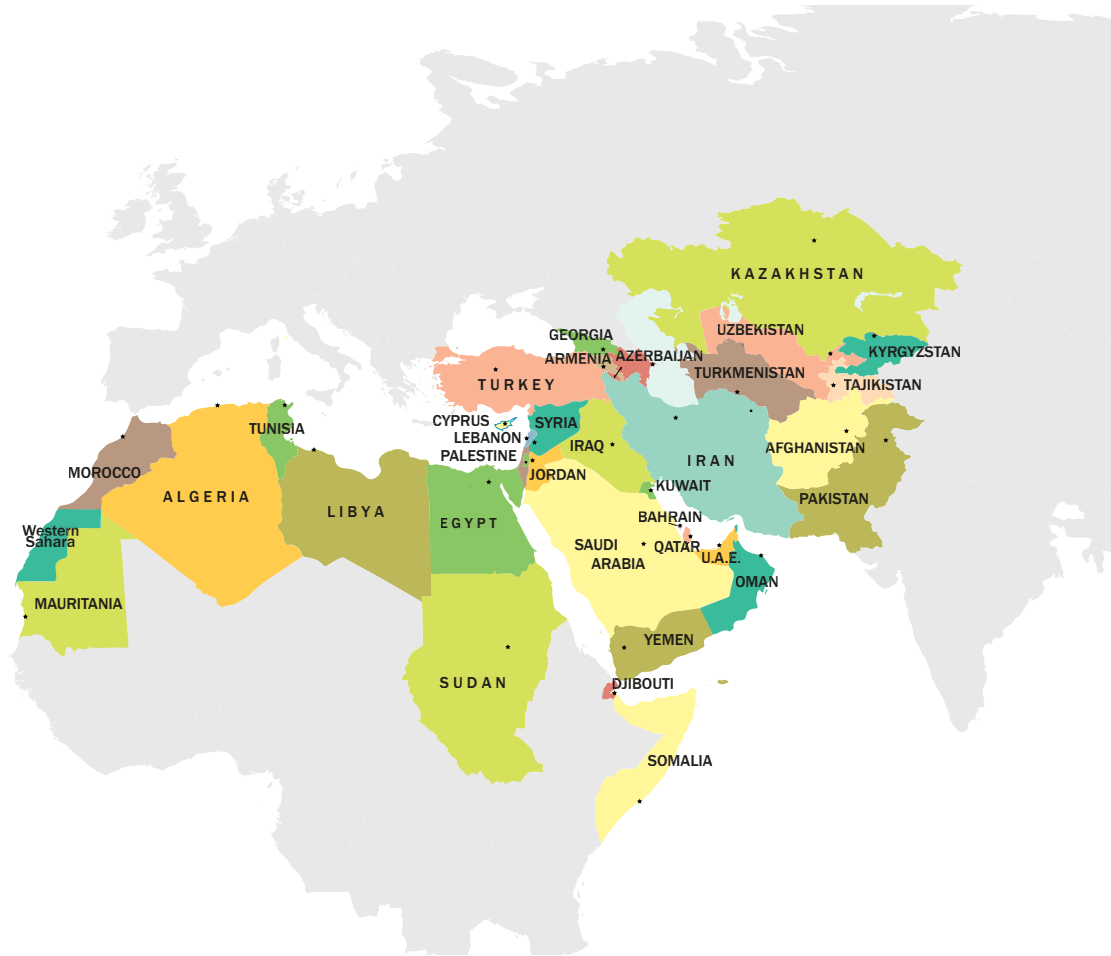 KAZAKHSTAN
UZBEKISTAN
GEORGIA
KYRGYZSTAN
ARMENIA
AZERBAIJAN
TURKMENISTAN
TURKEY
TAJIKISTAN
CYPRUS
SYRIA
TUNISIA
LEBANON
IRAQ
AFGHANISTAN
PALESTINE
IRAN
MOROCCO
JORDAN
KUWAIT
ALGERIA
PAKISTAN
LIBYA
BAHRAIN
EGYPT
Western
Sahara
SAUDI
ARABIA
QATAR
U.A.E.
OMAN
MAURITANIA
YEMEN
SUDAN
DJIBOUTI
SOMALIA